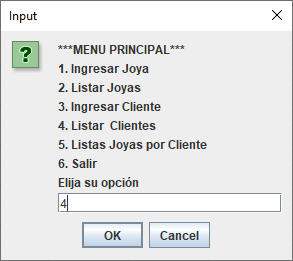 Input
***MENU PRINCIPAL***
1. Ingresar Joya
2. Listar Joyas
3. Ingresar Cliente
4. Listar  Clientes
5. Listas Joyas por Cliente
6. Salir
Elija su opción
4
OK Cancel